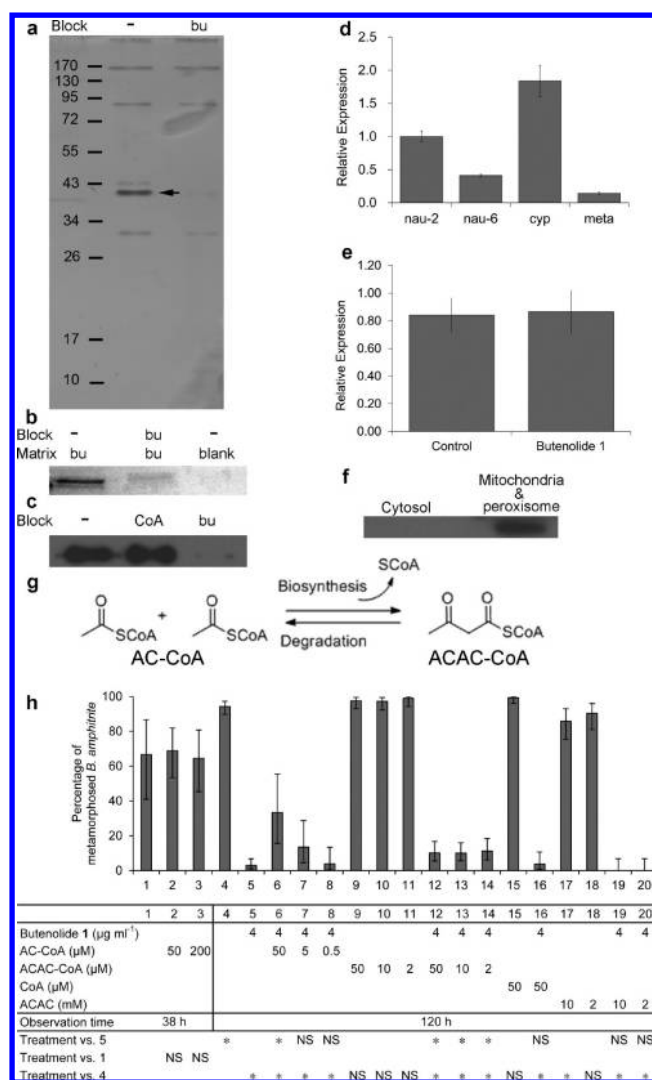 a
Block - bu
170
130
95
72
55
43
34
26
17
10
b
Block - bu -
Matrix bu bu blank
c
Block - CoA bu
d
Relative Expression
2.5
2.0
1.5
1.0
0.5
0.0
nau-2 nau-6 cyp meta
e
Relative Expression
1.20
1.00
0.80
0.60
0.40
0.20
0.00
Control Butenolide 1
f
Cytosol Mitochondria & peroxisome
g
O SCoA + O SCoA
AC-CoA
Biosynthesis SCoA
Degradation
O O SCoA
ACAC-CoA
h
Percentage of metamorphosed B. amphitrite
100
80
60
40
20
0
1 2 3 4 5 6 7 8 9 10 11 12 13 14 15 16 17 18 19 20
1 2 3 4 5 6 7 8 9 10 11 12 13 14 15 16 17 18 19 20
Butenolide 1 (µg ml-1) 4 4 4 4 4 4 4 4 4 4
AC-CoA (µM) 50 200 50 5 0.5
ACAC-CoA (µM) 50 10 2 50 10 2
CoA (µM) 50 50
ACAC (mM) 10 2 10 2
Observation time 38 h 120 h
Treatment vs. 5 * * NS NS * * * NS NS NS
Treatment vs. 1 NS NS
Treatment vs. 4 * * * * NS NS NS * * * NS * * NS * *